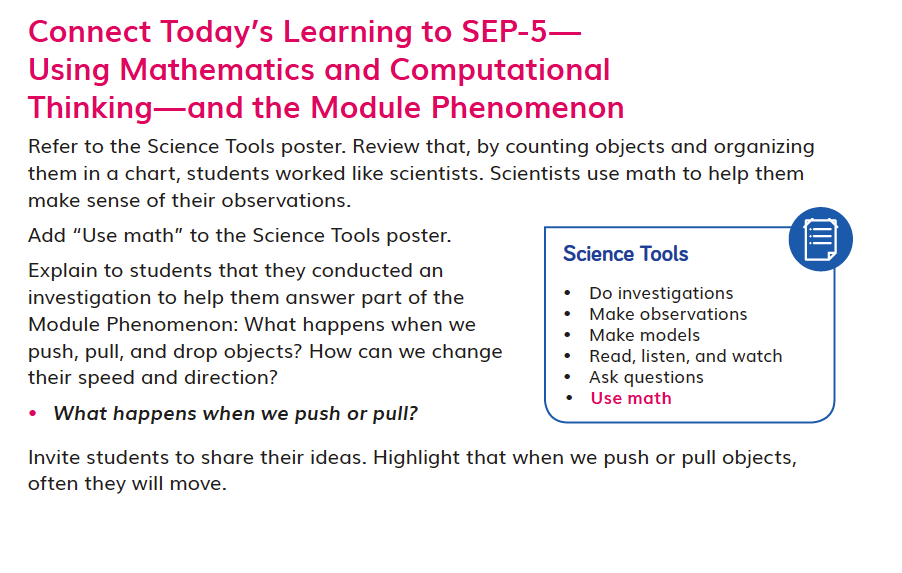 Connect Today’s Learning to SEP-5—
Using Mathematics and Computational
Thinking—and the Module Phenomenon
Refer to the Science Tools poster. Review that, by counting objects and organizing
them in a chart, students worked like scientists. Scientists use math to help them
make sense of their observations.
Add “Use math” to the Science Tools poster.
Explain to students that they conducted an
investigation to help them answer part of the
Module Phenomenon: What happens when we
push, pull, and drop objects? How can we change
their speed and direction?
• What happens when we push or pull?
Science Tools
• Do investigations
• Make observations
• Make models
• Read, listen, and watch
• Ask questions
• Use math
Invite students to share their ideas. Highlight that when we push or pull objects,
often they will move.